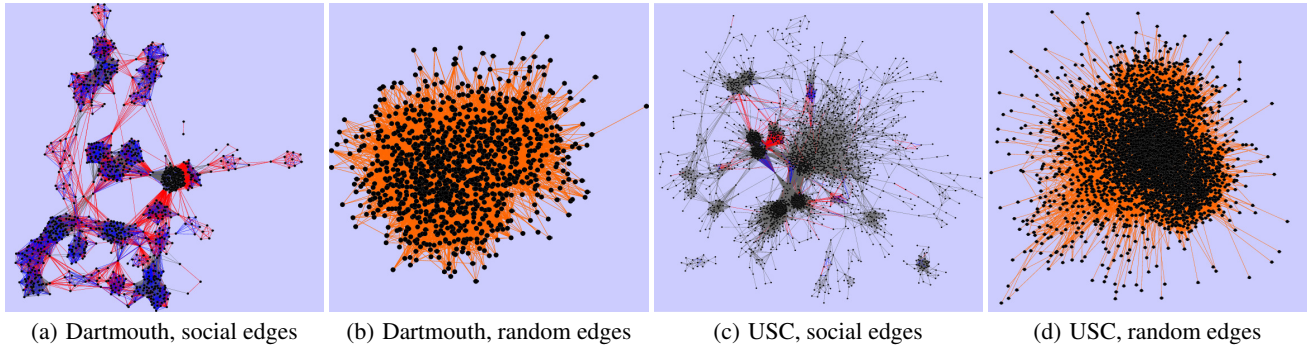 (a) Dartmouth, social edges
(b) Dartmouth, random edges
(c) USC, social edges
(d) USC, random edges